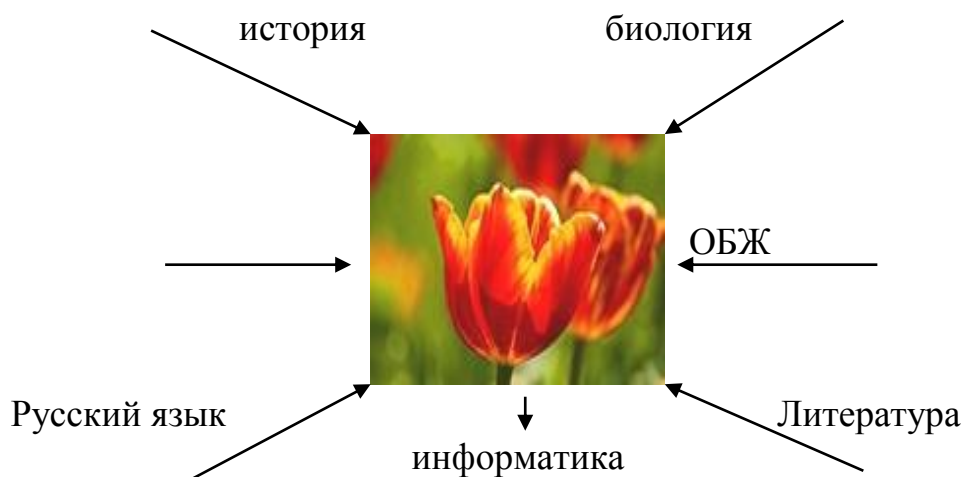 история
биология
ОБЖ
Русский язык
Литература
информатика